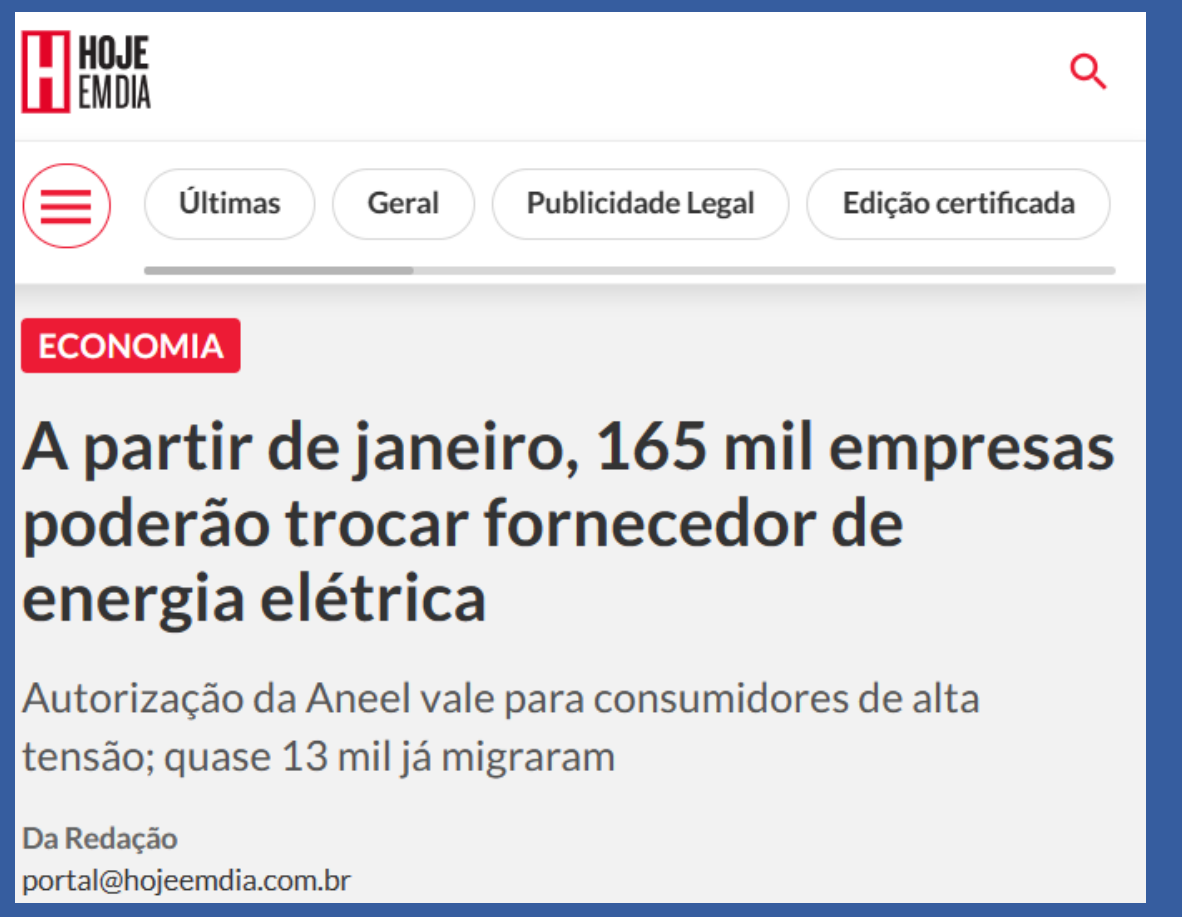 HOJE
EM DIA
Últimas
Geral
Publicidade Legal
Edição certificada
ECONOMIA
A partir de janeiro, 165 mil empresas
poderão trocar fornecedor de
energia elétrica
Autorização da Aneel vale para consumidores de alta
tensão; quase 13 mil já migraram
Da Redação
portal@hojeemdia.com.br